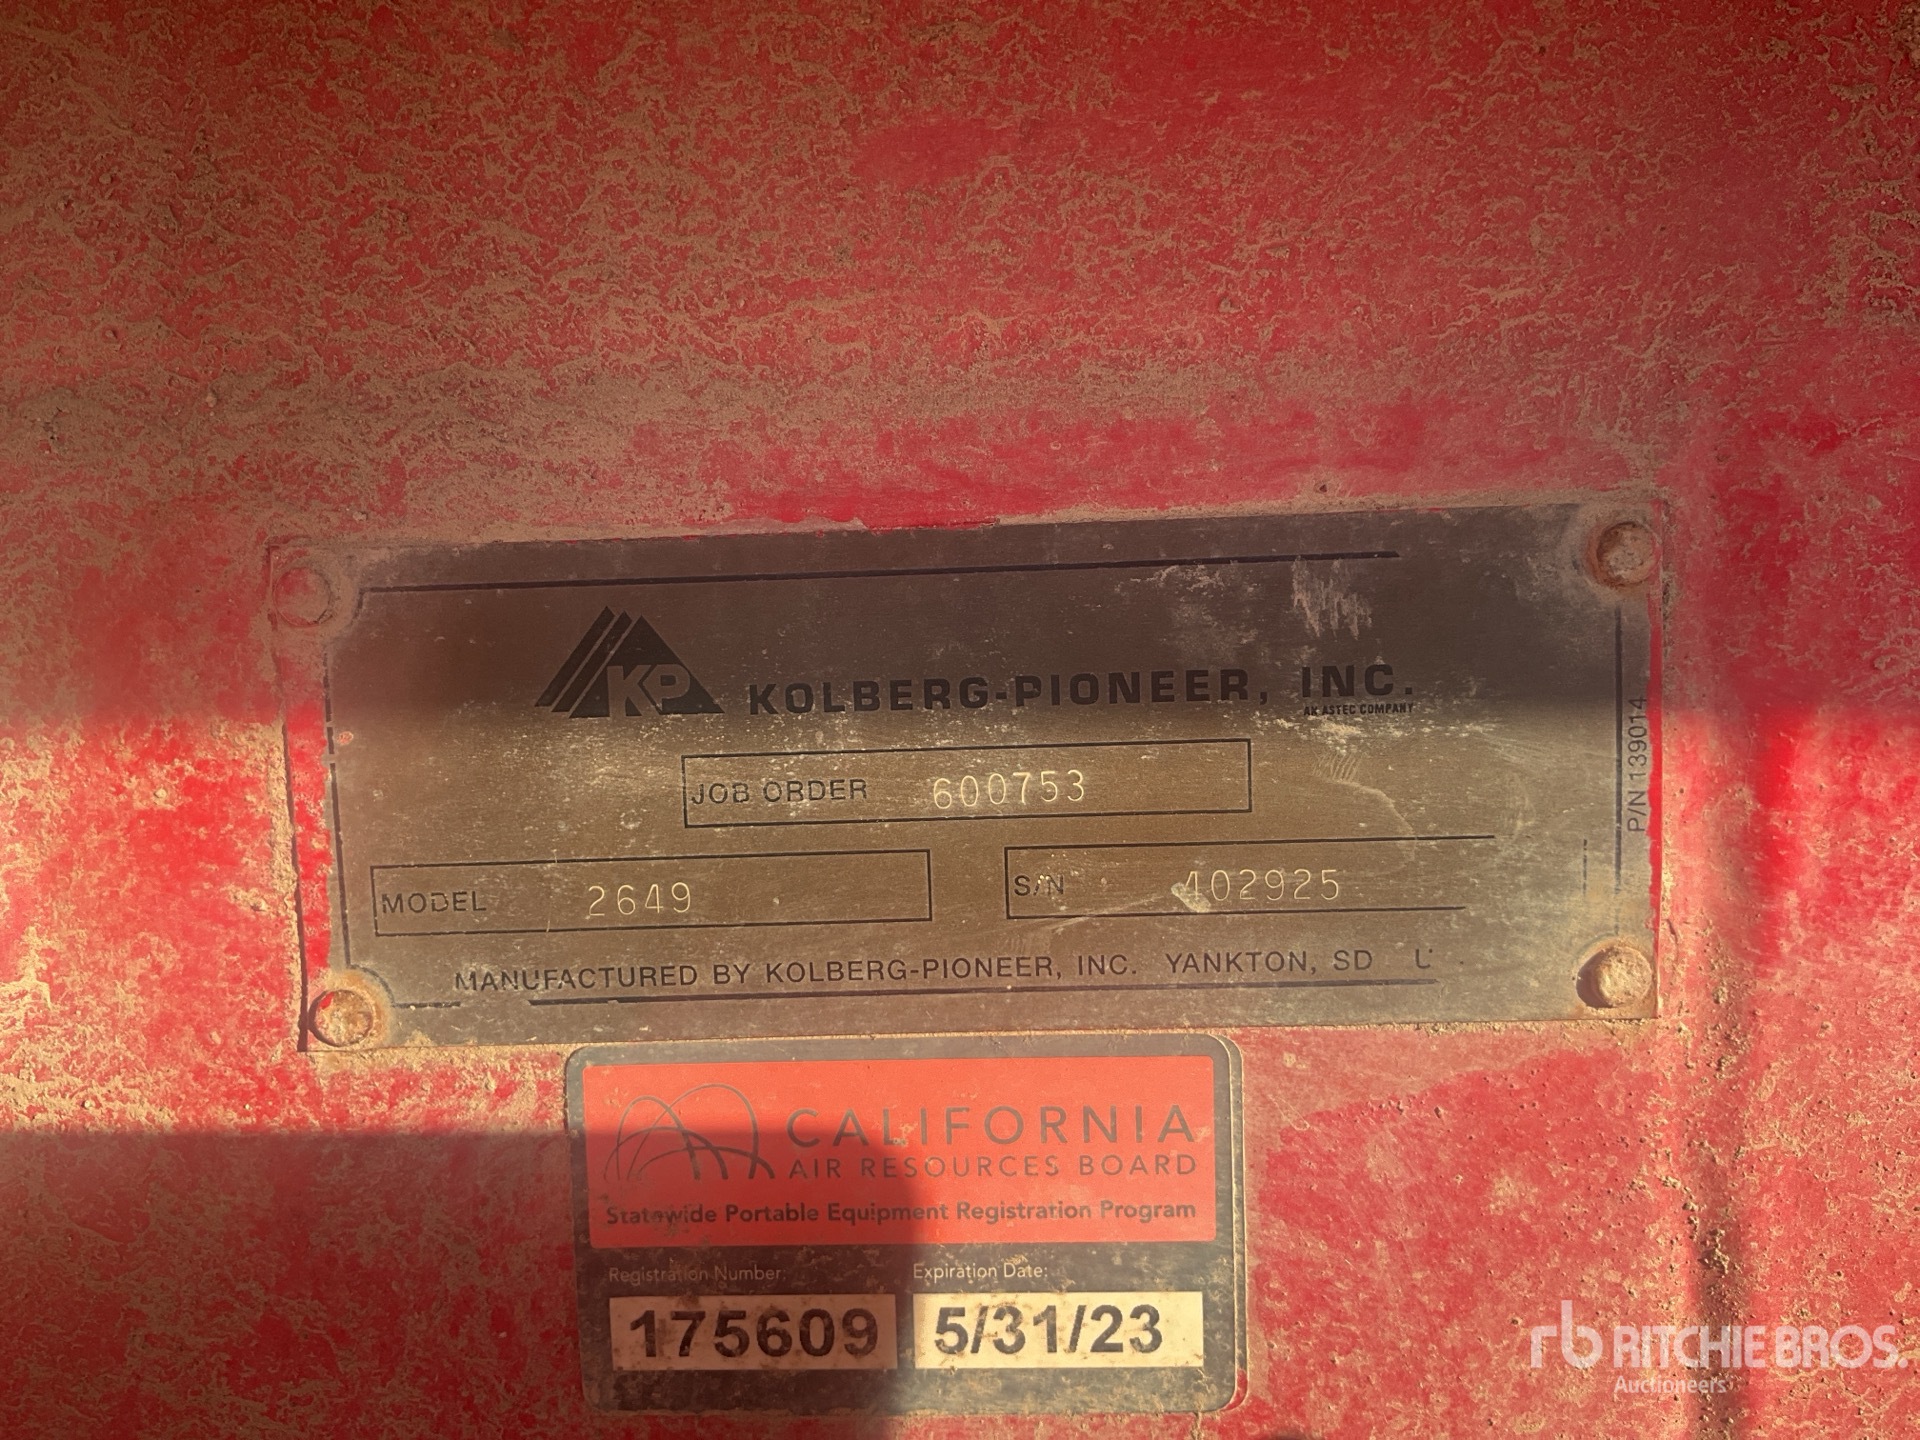 KP KOLBERG-PIONEER, INC.
AN ASTEC COMPANY
JOB ORDER 600753
MODEL 2649
S/N 402925
MANUFACTURED BY KOLBERG-PIONEER, INC. YANKTON, SD
P/N 139014
CALIFORNIA
AIR RESOURCES BOARD
Statewide Portable Equipment Registration Program
Registration Number: Expiration Date:
175609 5/31/23
rb RITCHIE BROS.
Auctioneers